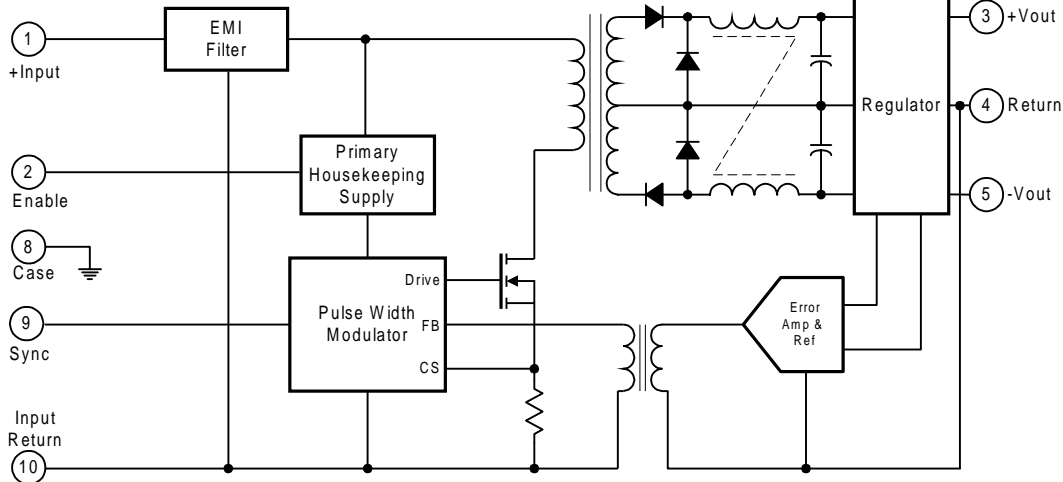 1
+Input
EMI
Filter
3
+Vout
Regulator
4
Return
2
Enable
Primary
Housekeeping
Supply
5
-Vout
8
Case
Drive
Pulse Width
Modulator
FB
CS
Error
Amp &
Ref
9
Sync
Input
Return
10